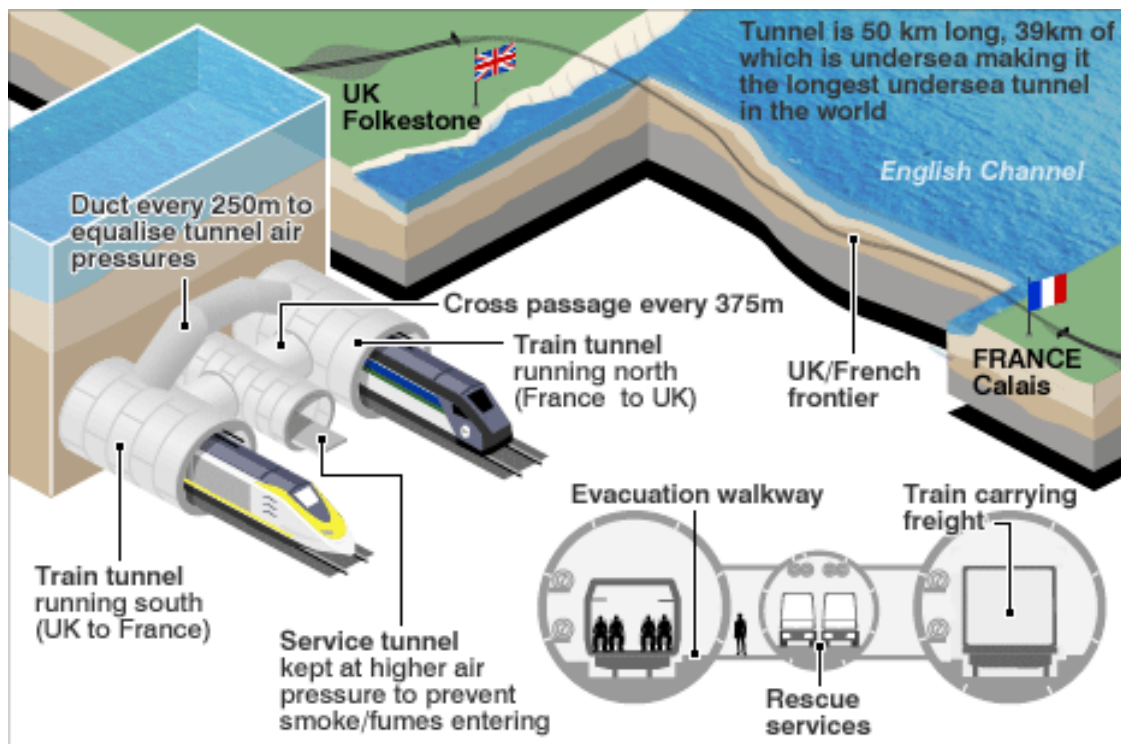 Tunnel is 50 km long, 39km of
which is undersea making it
the longest undersea tunnel
in the world
UK
Folkestone
English Channel
Duct every 250m to
equalise tunnel air
pressures
Cross passage every 375m
Train tunnel
running north
(France to UK)
UK/French
frontier
FRANCE
Calais
Evacuation walkway
Train carrying
freight
Train tunnel
running south
(UK to France)
Service tunnel
kept at higher air
pressure to prevent
smoke/fumes entering
Rescue
services